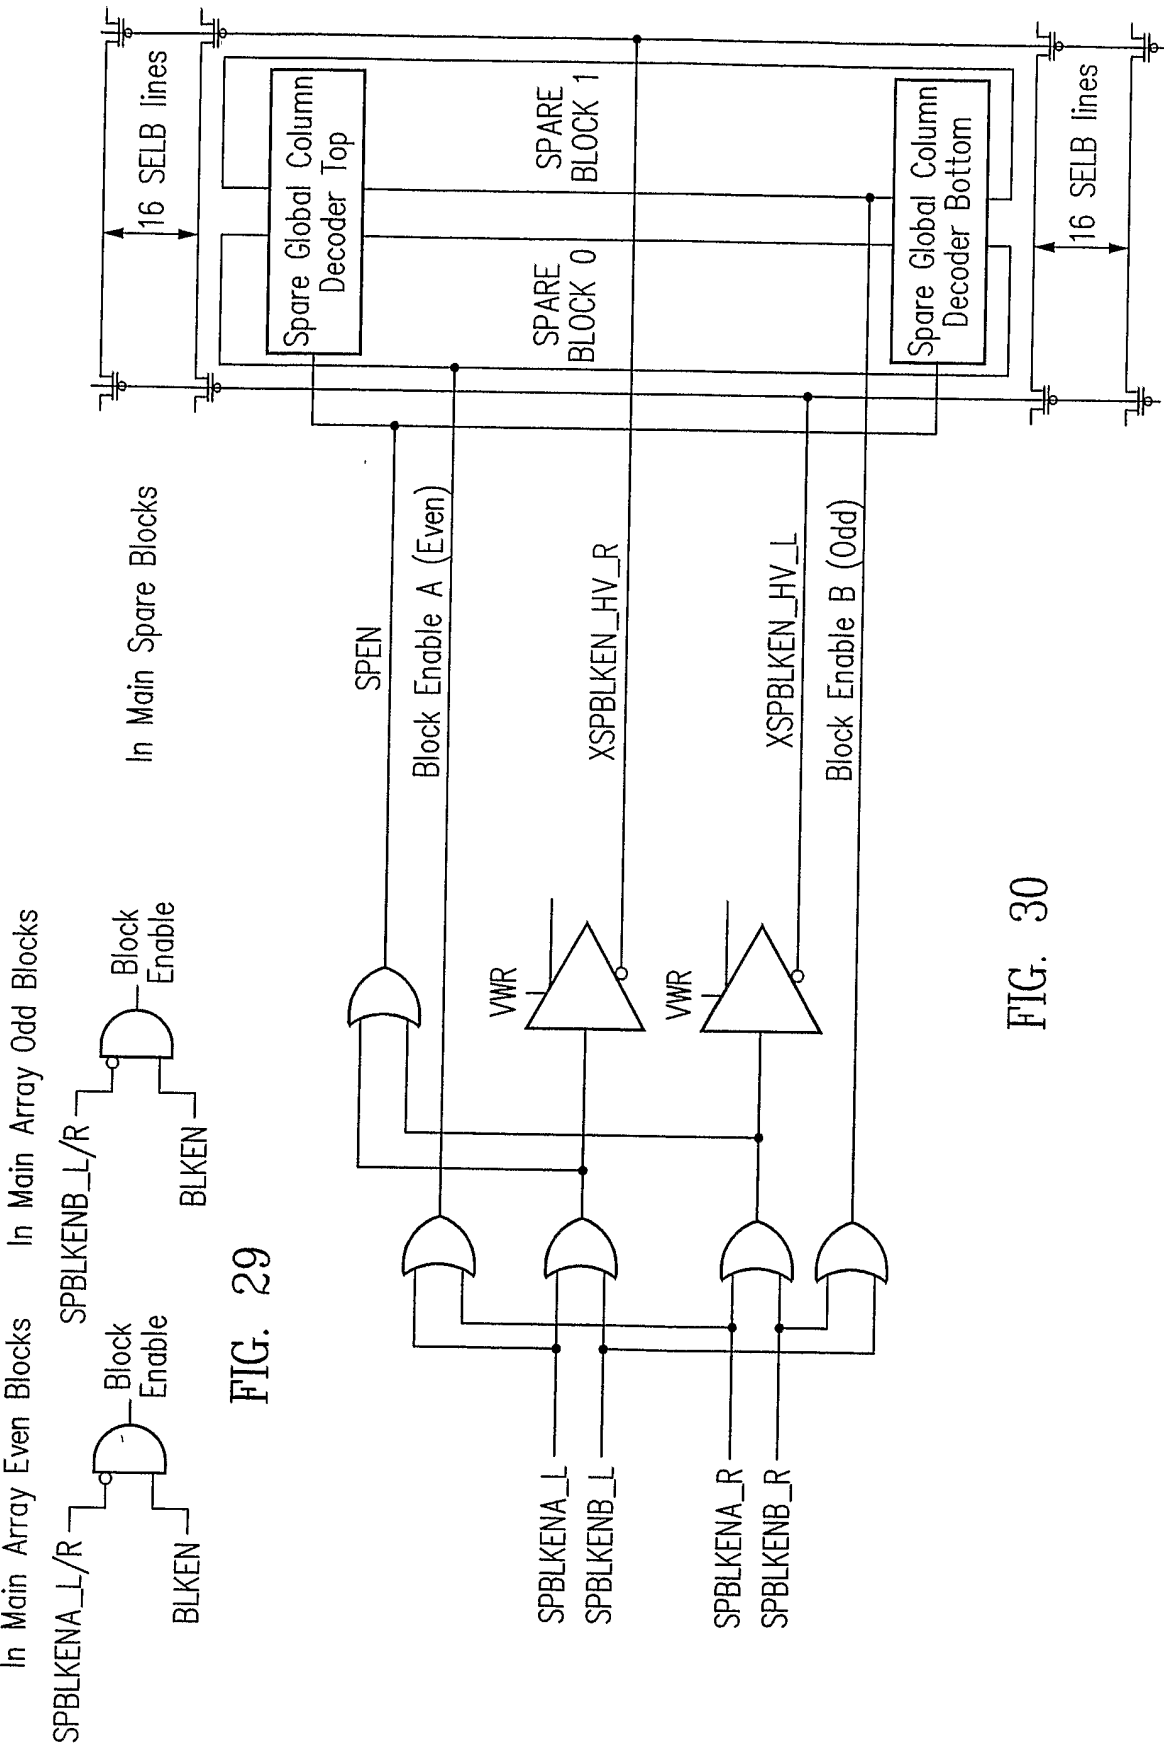 In Main Array Even Blocks
SPBLKENA_L/R
BLKEN
Block
Enable
In Main Array Odd Blocks
SPBLKENB_L/R
BLKEN
Block
Enable
FIG. 29
In Main Spare Blocks
SPBLKENA_L
SPBLKENB_L
SPBLKENA_R
SPBLKENB_R
VWR
VWR
SPEN
Block Enable A (Even)
XSPBLKEN_HV_R
XSPBLKEN_HV_L
Block Enable B (Odd)
16 SELB lines
Spare Global Column
Decoder Top
SPARE
BLOCK 0
SPARE
BLOCK 1
Spare Global Column
Decoder Bottom
16 SELB lines
FIG. 30